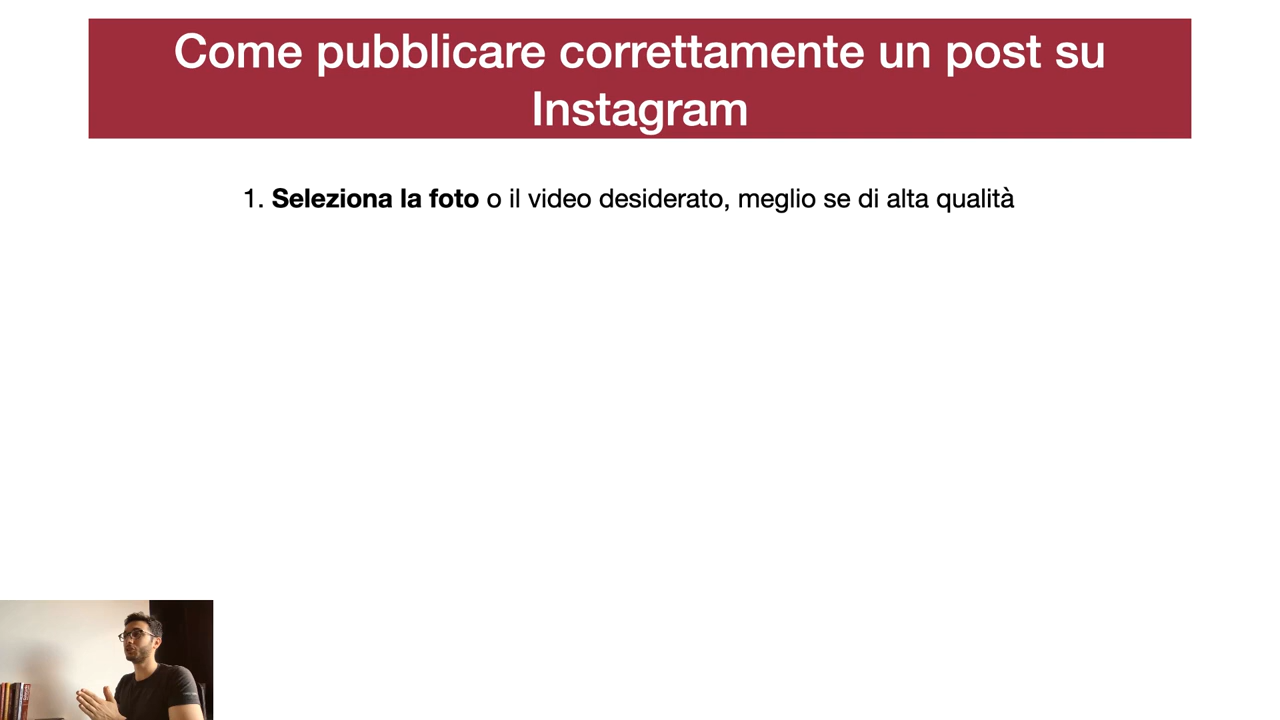 Come pubblicare correttamente un post su
Instagram
1. Seleziona la foto o il video desiderato, meglio se di alta qualità